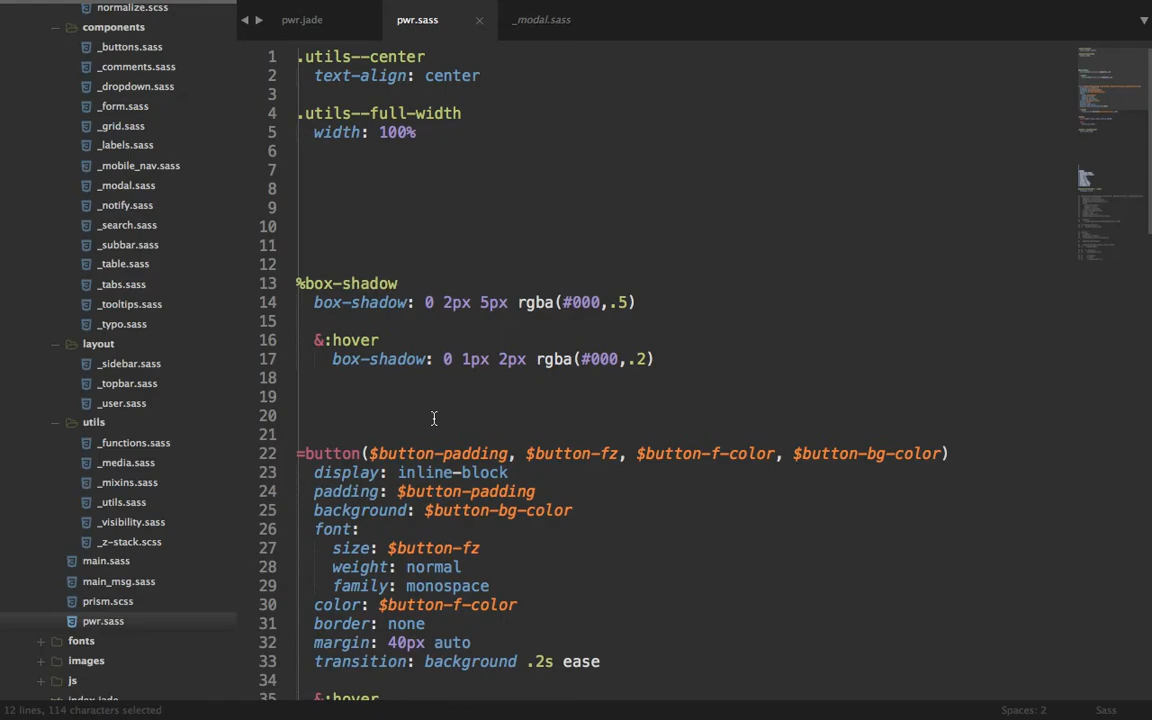 normalize.scss
components
_buttons.sass
_comments.sass
_dropdown.sass
_form.sass
_grid.sass
_labels.sass
_mobile_nav.sass
_modal.sass
_notify.sass
_search.sass
_subbar.sass
_table.sass
_tabs.sass
_tooltips.sass
_typo.sass
layout
_sidebar.sass
_topbar.sass
_user.sass
utils
_functions.sass
_media.sass
_mixins.sass
_utils.sass
_visibility.sass
_z-stack.scss
main.sass
main_msg.sass
prism.scss
pwr.sass
fonts
images
js
index.jade
pwr.jade
pwr.sass
_modal.sass
1 .utils--center
2 text-align: center
3
4 .utils--full-width
5 width: 100%
6
7
8
9
10
11
12
13 %box-shadow
14 box-shadow: 0 2px 5px rgba(#000,.5)
15
16 &:hover
17 box-shadow: 0 1px 2px rgba(#000,.2)
18
19
20
21
22 =button($button-padding, $button-fz, $button-f-color, $button-bg-color)
23 display: inline-block
24 padding: $button-padding
25 background: $button-bg-color
26 font:
27 size: $button-fz
28 weight: normal
29 family: monospace
30 color: $button-f-color
31 border: none
32 margin: 40px auto
33 transition: background .2s ease
34
35 &:hover
12 lines, 114 characters selected
Spaces: 2
Sass